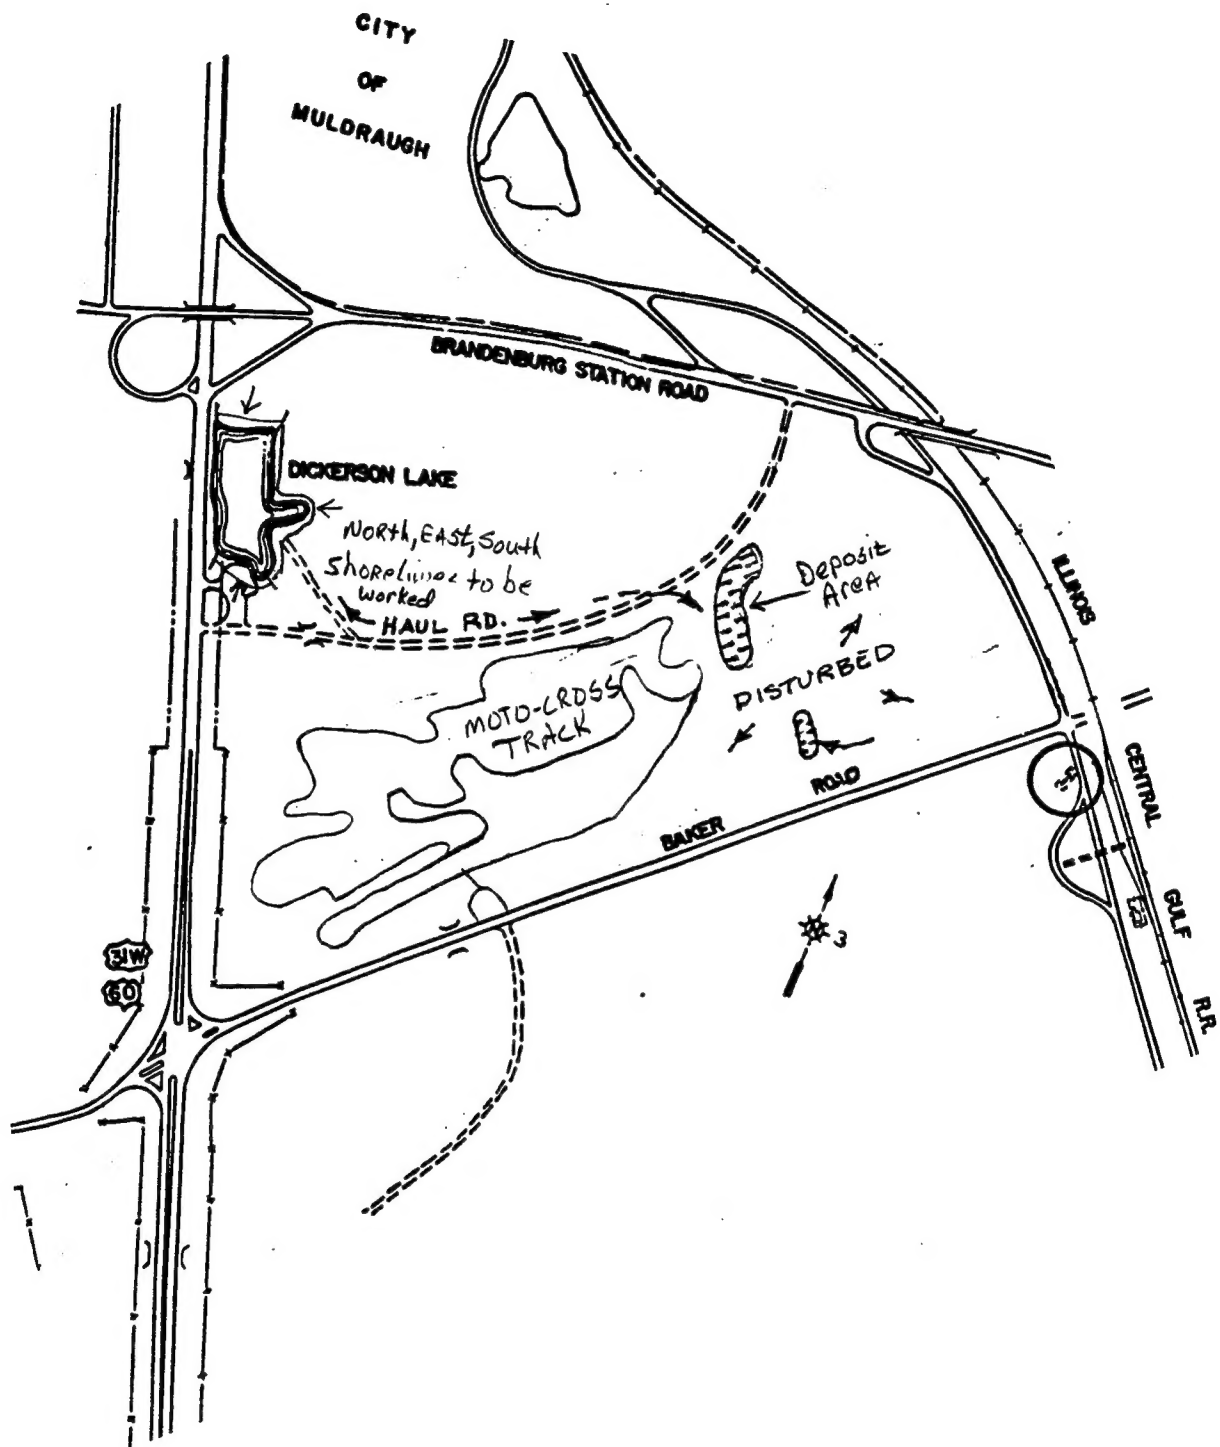 CITY
OF
MULDRAUGH
BRANDENBURG STATION ROAD
DICKERSON LAKE
North, East, South
Shorelines to be
worked
HAUL RD.
Deposit
Area
DISTURBED
MOTO-CROSS
TRACK
BAKER ROAD
ILLINOIS CENTRAL GULF R.R.
31W
60
3